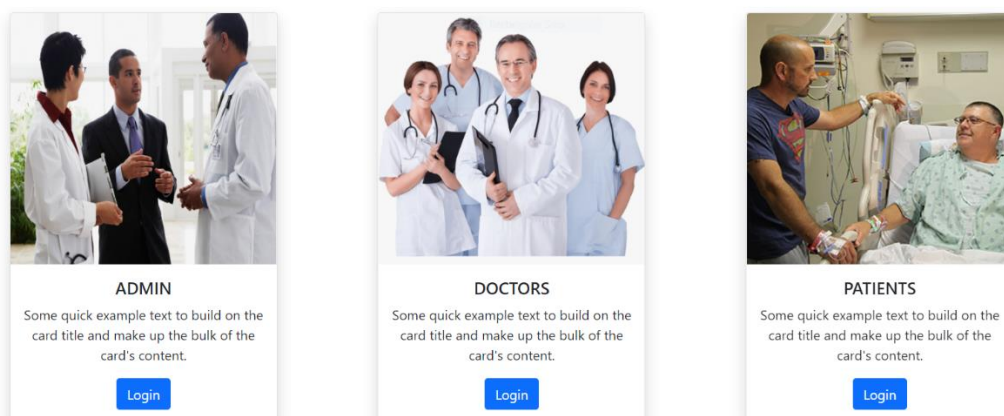 ADMIN
Some quick example text to build on the
card title and make up the bulk of the
card's content.
Login
DOCTORS
Some quick example text to build on the
card title and make up the bulk of the
card's content.
Login
PATIENTS
Some quick example text to build on the
card title and make up the bulk of the
card's content.
Login